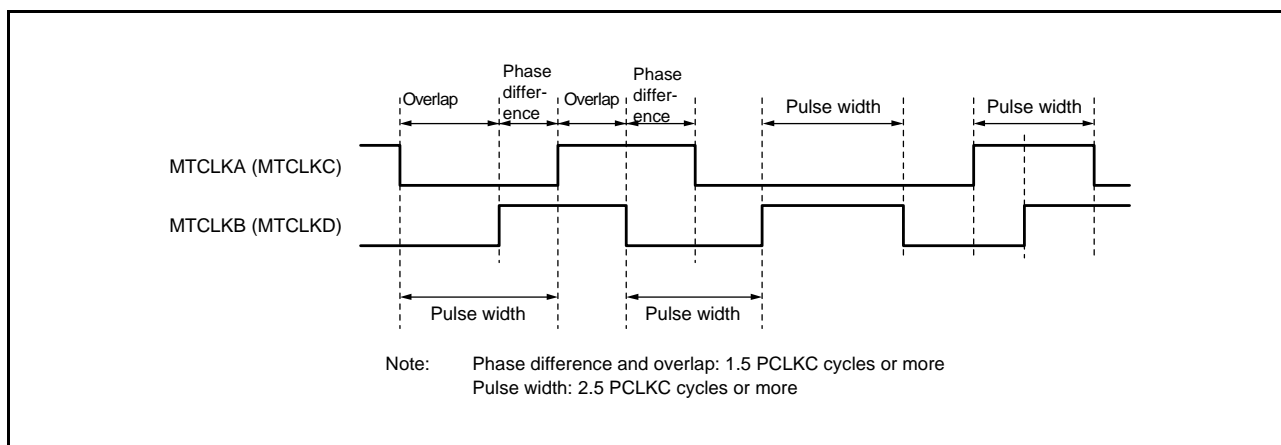 Overlap
Phase
differ-
ence
Overlap
Phase
differ-
ence
Pulse width
Pulse width
MTCLKA (MTCLKC)
MTCLKB (MTCLKD)
Pulse width
Pulse width
Note: Phase difference and overlap: 1.5 PCLKC cycles or more
Pulse width: 2.5 PCLKC cycles or more